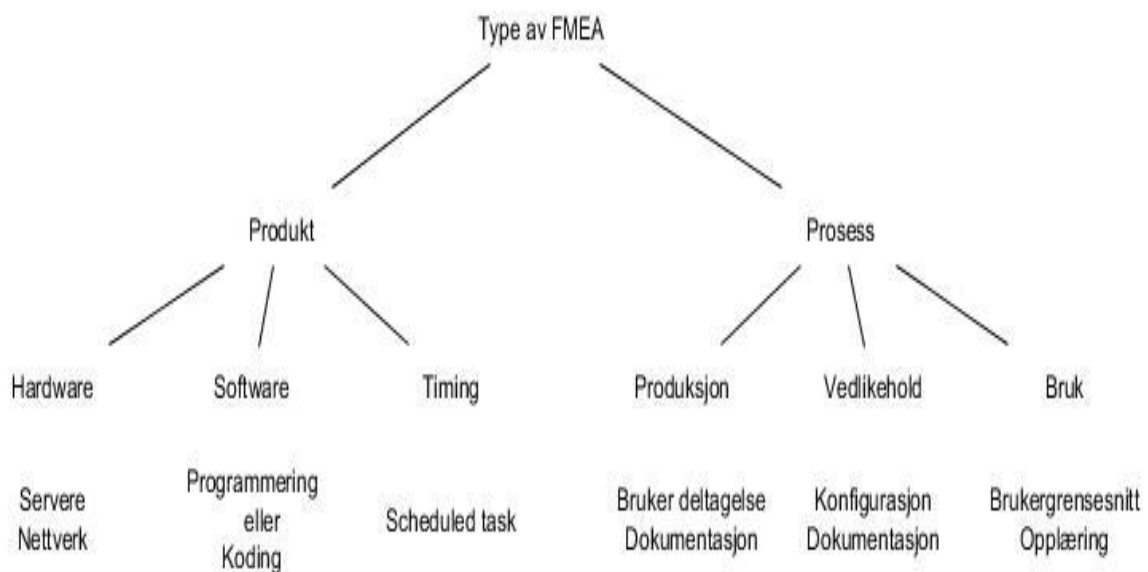 Type av FMEA
Produkt
Prosess
Hardware
Software
Timing
Produksjon
Vedlikehold
Bruk
Servere
Nettverk
Programmering
eller
Koding
Scheduled task
Bruker deltagelse
Dokumentasjon
Konfigurasjon
Dokumentasjon
Brukergrensesnitt
Opplæring